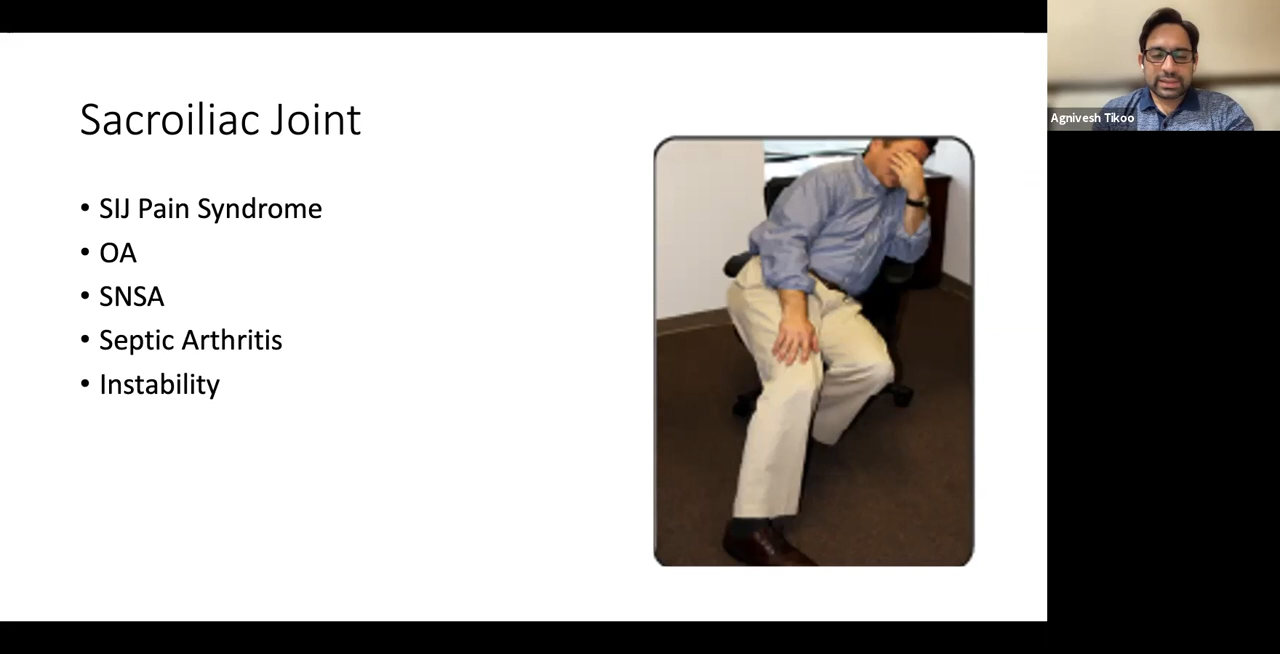 Sacroiliac Joint
• SIJ Pain Syndrome
• OA
• SNSA
• Septic Arthritis
• Instability
Agnivesh Tikoo